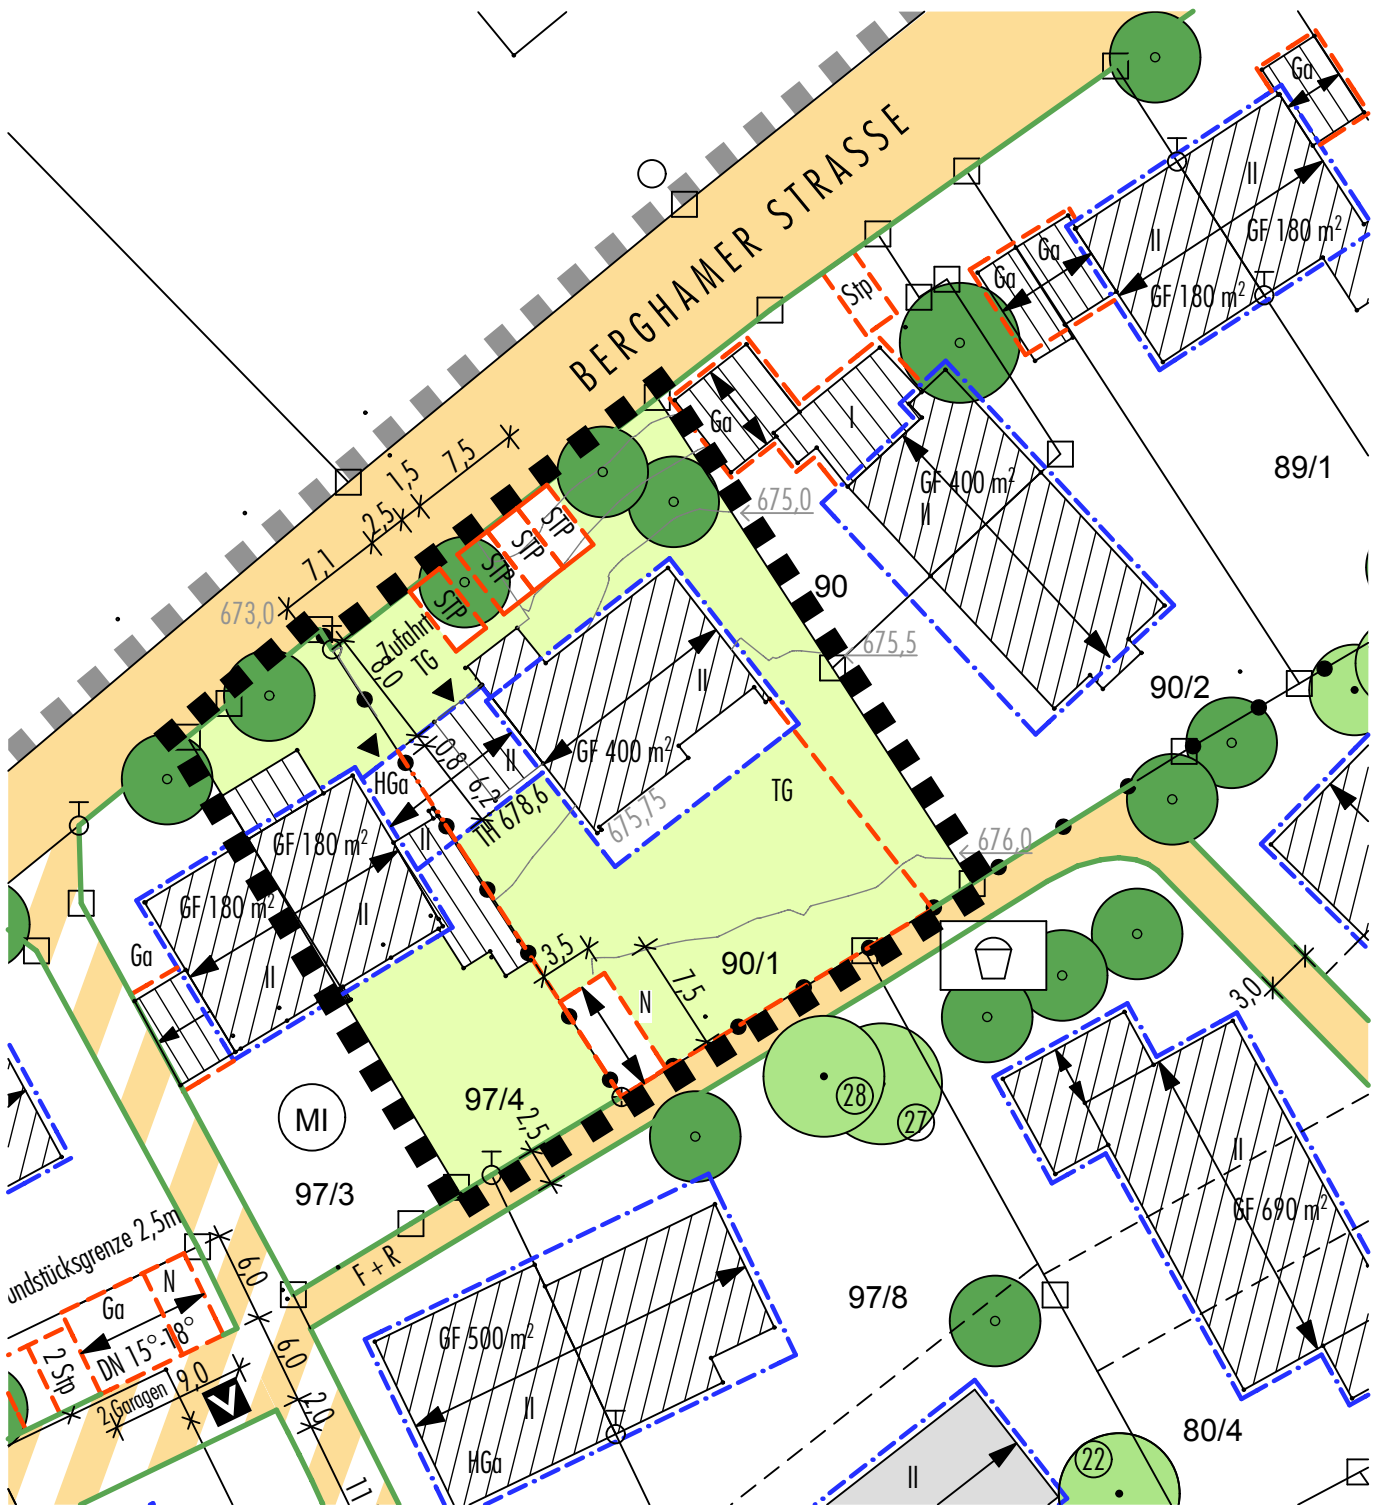 BERGHAMER STRASSE
Ga
II
II
GF 180 m²
GF 180 m²
Ga
Ga
Stp
Ga
I
GF 400 m²
II
89/1
7,5
1,5
2,5
7,1
675,0
673,0
STP
STP
STP
STP
Zufahrt
TG
8,0
90
675,5
90/2
II
GF 400 m²
HGa
0,8
6,2
II
TH 678,6
675,75
TG
II
676,0
GF 180 m²
GF 180 m²
II
II
Ga
3,5
90/1
7,5
N
3,0
MI
97/4
2,5
28
27
97/3
II
GF 690 m²
undstücksgrenze 2,5m
F+R
6,0
N
Ga
DN 15°-18°
2 Stp
2 Garagen
9,0
V
6,0
2,0
11
GF 500 m²
II
HGa
97/8
80/4
22
II